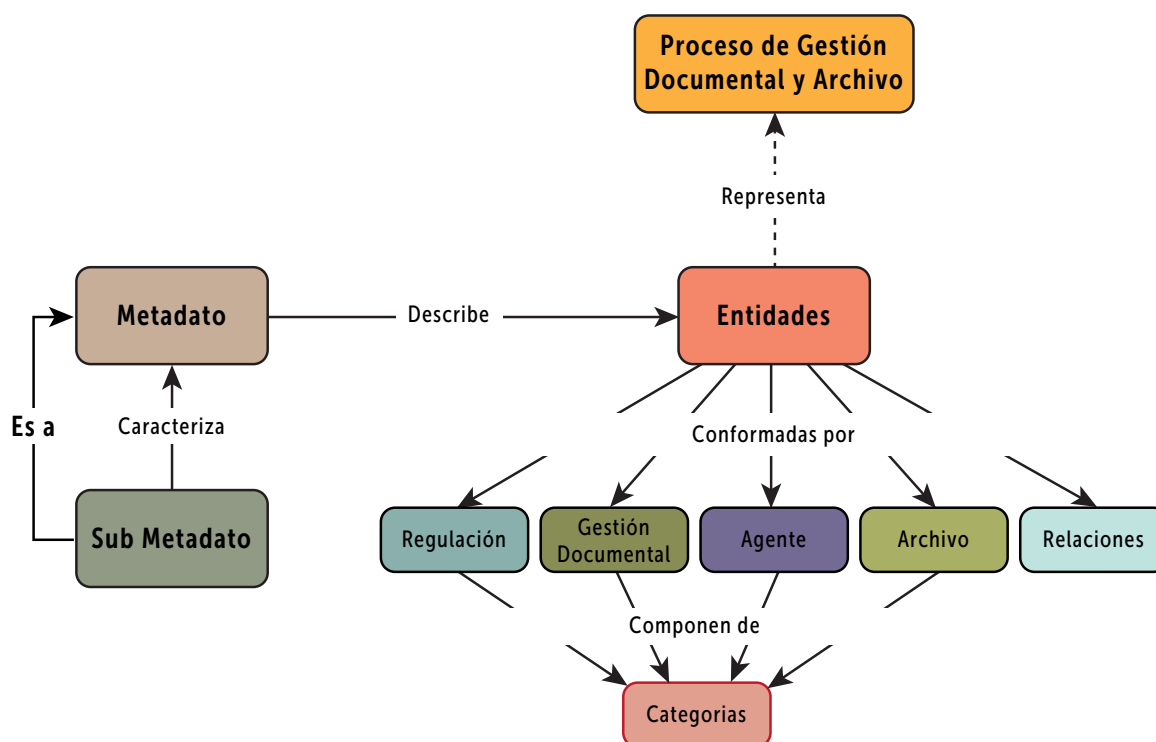 Proceso de Gestión
Documental y Archivo
Representa
Metadato
Describe
Entidades
Es a
Caracteriza
Conformadas por
Sub Metadato
Regulación
Gestión
Documental
Agente
Archivo
Relaciones
Componen de
Categorias